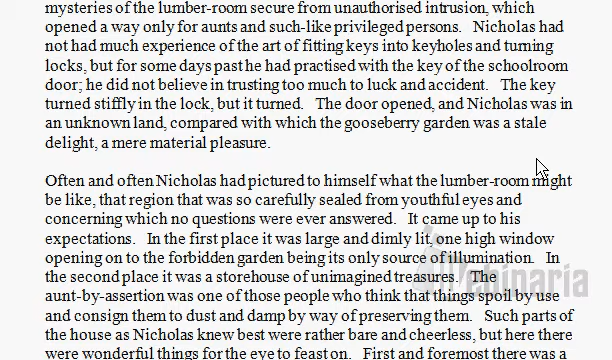 mysteries of the lumber-room secure from unauthorised intrusion, which
opened a way only for aunts and such-like privileged persons. Nicholas had
not had much experience of the art of fitting keys into keyholes and turning
locks, but for some days past he had practised with the key of the schoolroom
door; he did not believe in trusting too much to luck and accident. The key
turned stiffly in the lock, but it turned. The door opened, and Nicholas was in
an unknown land, compared with which the gooseberry garden was a stale
delight, a mere material pleasure.
Often and often Nicholas had pictured to himself what the lumber-room might
be like, that region that was so carefully sealed from youthful eyes and
concerning which no questions were ever answered. It came up to his
expectations. In the first place it was large and dimly lit, one high window
opening on to the forbidden garden being its only source of illumination. In
the second place it was a storehouse of unimagined treasures. The
aunt-by-assertion was one of those people who think that things spoil by use
and consign them to dust and damp by way of preserving them. Such parts of
the house as Nicholas knew best were rather bare and cheerless, but here there
were wonderful things for the eye to feast on. First and foremost there was a
Webinaria